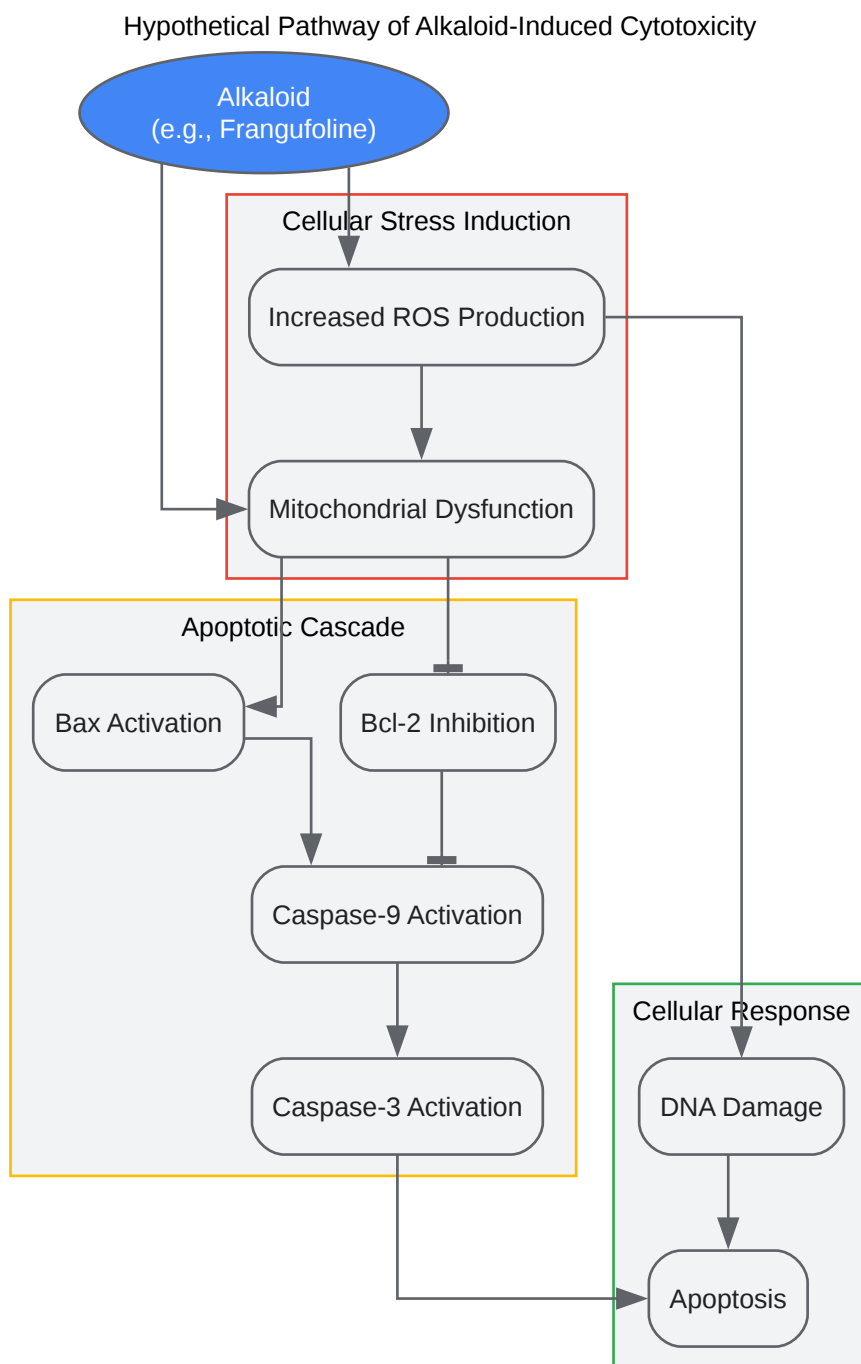 Hypothetical Pathway of Alkaloid-Induced Cytotoxicity
Alkaloid
(e.g., Frangufoline)
Cellular Stress Induction
Increased ROS Production
Mitochondrial Dysfunction
Apoptotic Cascade
Bax Activation
Bcl-2 Inhibition
Caspase-9 Activation
Caspase-3 Activation
Cellular Response
DNA Damage
Apoptosis